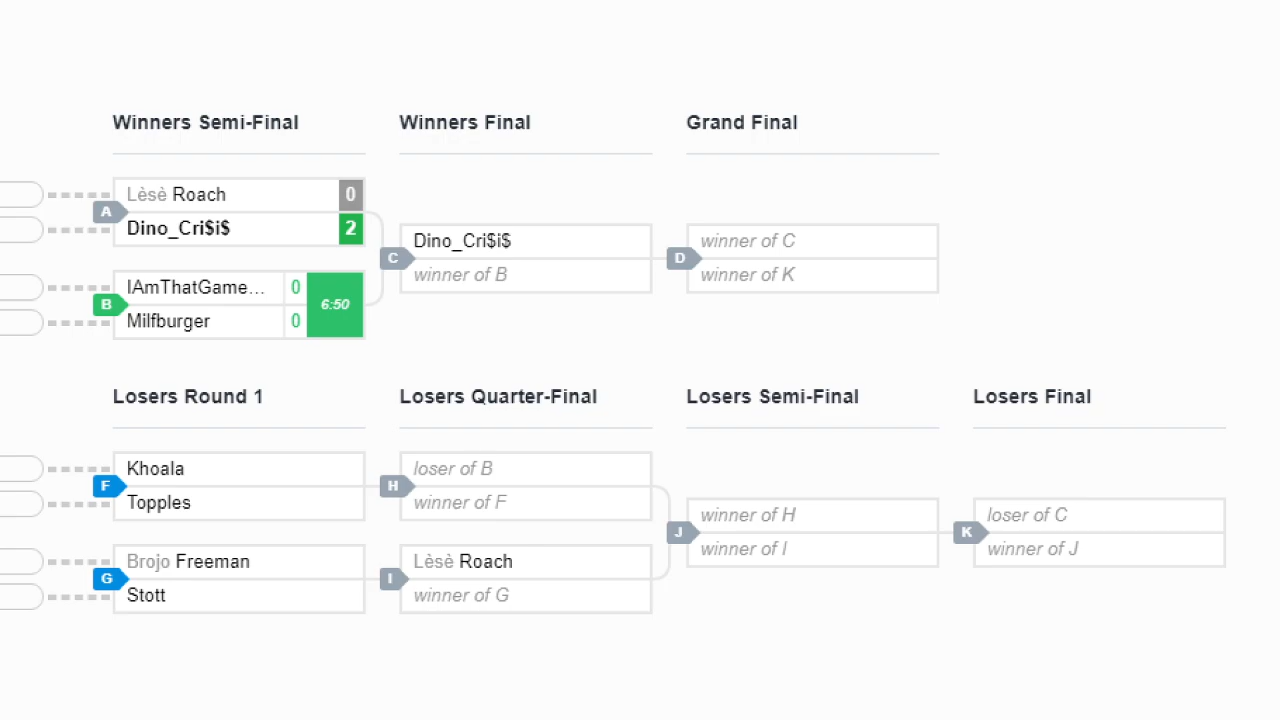 Winners Semi-Final
Winners Final
Grand Final
A
Lèsè Roach 0
Dino_Cri$i$ 2
B
IAmThatGame... 0
Milfburger 0
6:50
C
Dino_Cri$i$
winner of B
D
winner of C
winner of K
Losers Round 1
Losers Quarter-Final
Losers Semi-Final
Losers Final
F
Khoala
Topples
G
Brojo Freeman
Stott
H
loser of B
winner of F
I
Lèsè Roach
winner of G
J
winner of H
winner of I
K
loser of C
winner of J